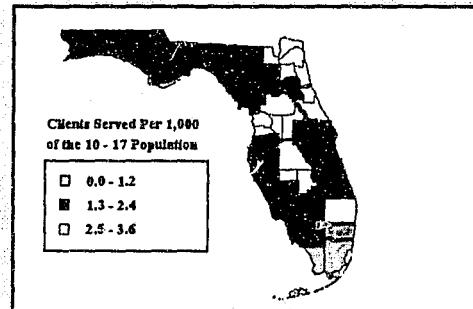 Clients Served Per 1,000
of the 10 - 17 Population
0.0 - 1.2
1.3 - 2.4
2.5 - 3.6